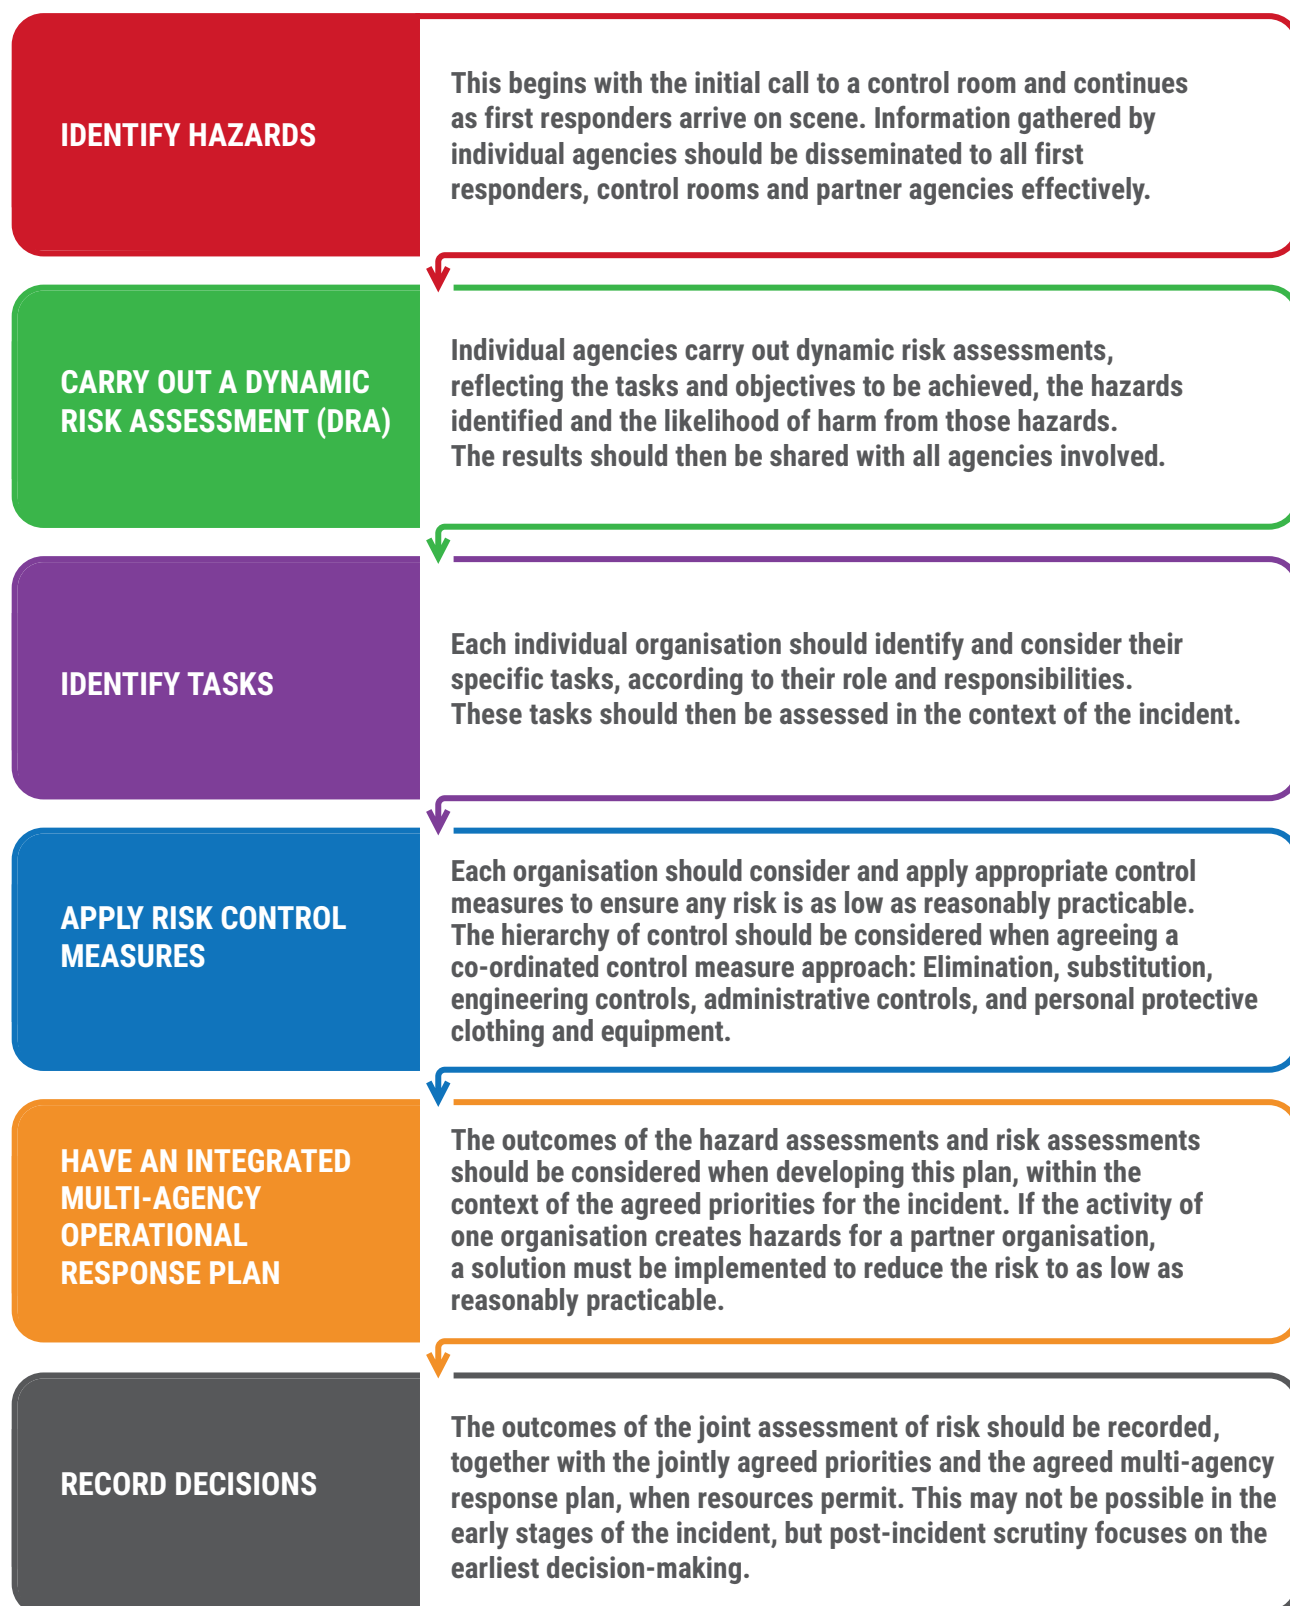 IDENTIFY HAZARDS
This begins with the initial call to a control room and continues
as first responders arrive on scene. Information gathered by
individual agencies should be disseminated to all first
responders, control rooms and partner agencies effectively.
CARRY OUT A DYNAMIC
RISK ASSESSMENT (DRA)
Individual agencies carry out dynamic risk assessments,
reflecting the tasks and objectives to be achieved, the hazards
identified and the likelihood of harm from those hazards.
The results should then be shared with all agencies involved.
IDENTIFY TASKS
Each individual organisation should identify and consider their
specific tasks, according to their role and responsibilities.
These tasks should then be assessed in the context of the incident.
APPLY RISK CONTROL
MEASURES
Each organisation should consider and apply appropriate control
measures to ensure any risk is as low as reasonably practicable.
The hierarchy of control should be considered when agreeing a
co-ordinated control measure approach: Elimination, substitution,
engineering controls, administrative controls, and personal protective
clothing and equipment.
HAVE AN INTEGRATED
MULTI-AGENCY
OPERATIONAL
RESPONSE PLAN
The outcomes of the hazard assessments and risk assessments
should be considered when developing this plan, within the
context of the agreed priorities for the incident. If the activity of
one organisation creates hazards for a partner organisation,
a solution must be implemented to reduce the risk to as low as
reasonably practicable.
RECORD DECISIONS
The outcomes of the joint assessment of risk should be recorded,
together with the jointly agreed priorities and the agreed multi-agency
response plan, when resources permit. This may not be possible in the
early stages of the incident, but post-incident scrutiny focuses on the
earliest decision-making.